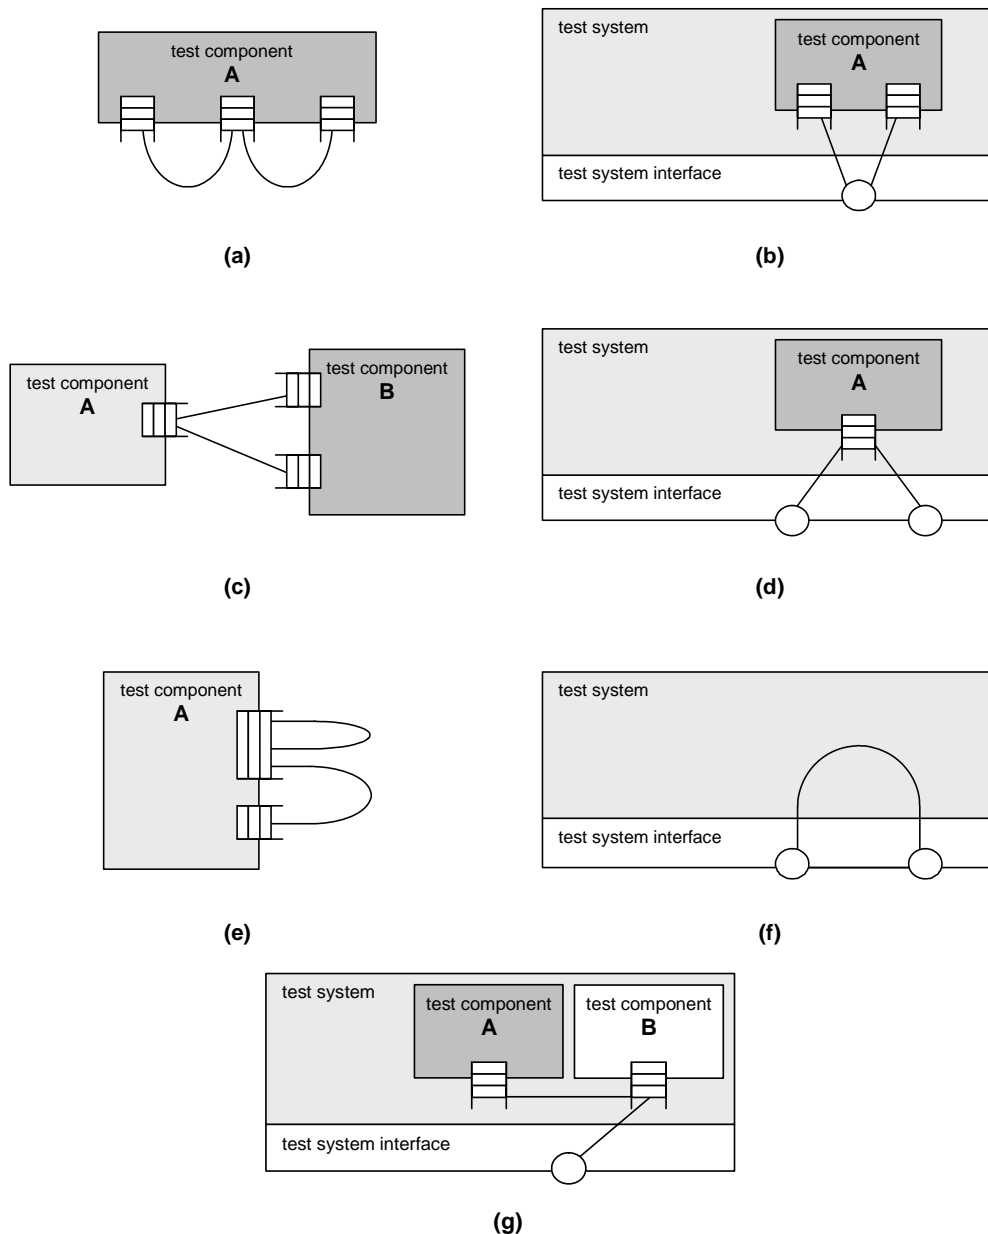 test component
A
(a)
test system
test component
A
test system interface
(b)
test component
A
test component
B
(c)
test system
test component
A
test system interface
(d)
test component
A
(e)
test system
test system interface
(f)
test system
test component
A
test component
B
test system interface
(g)